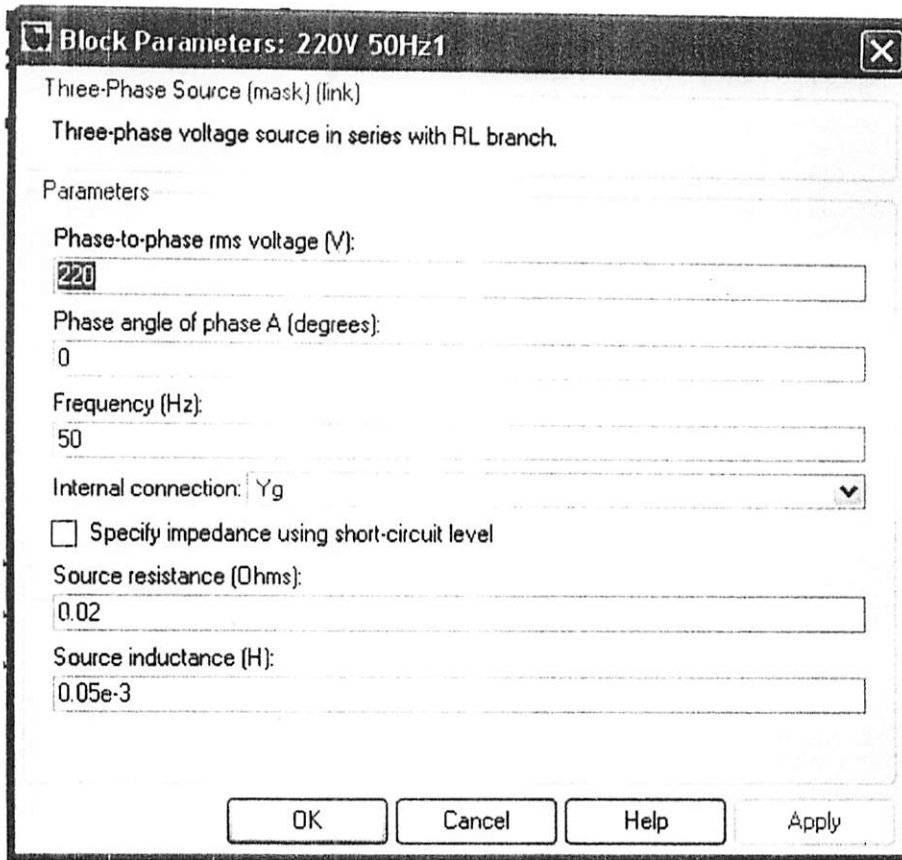 Block Parameters: 220V 50Hz1
Three-Phase Source (mask) (link)
Three-phase voltage source in series with RL branch.
Parameters
Phase-to-phase rms voltage (V):
220
Phase angle of phase A (degrees):
0
Frequency (Hz):
50
Internal connection: Yg
Specify impedance using short-circuit level
Source resistance (Ohms):
0.02
Source inductance (H):
0.05e-3
OK Cancel Help Apply